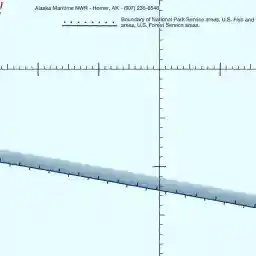 Alaska Maritime NWR - Homer, AK - (907) 235-6546
Boundary of National Park Service areas, U.S. Fish and
areas, U.S. Forest Service areas.